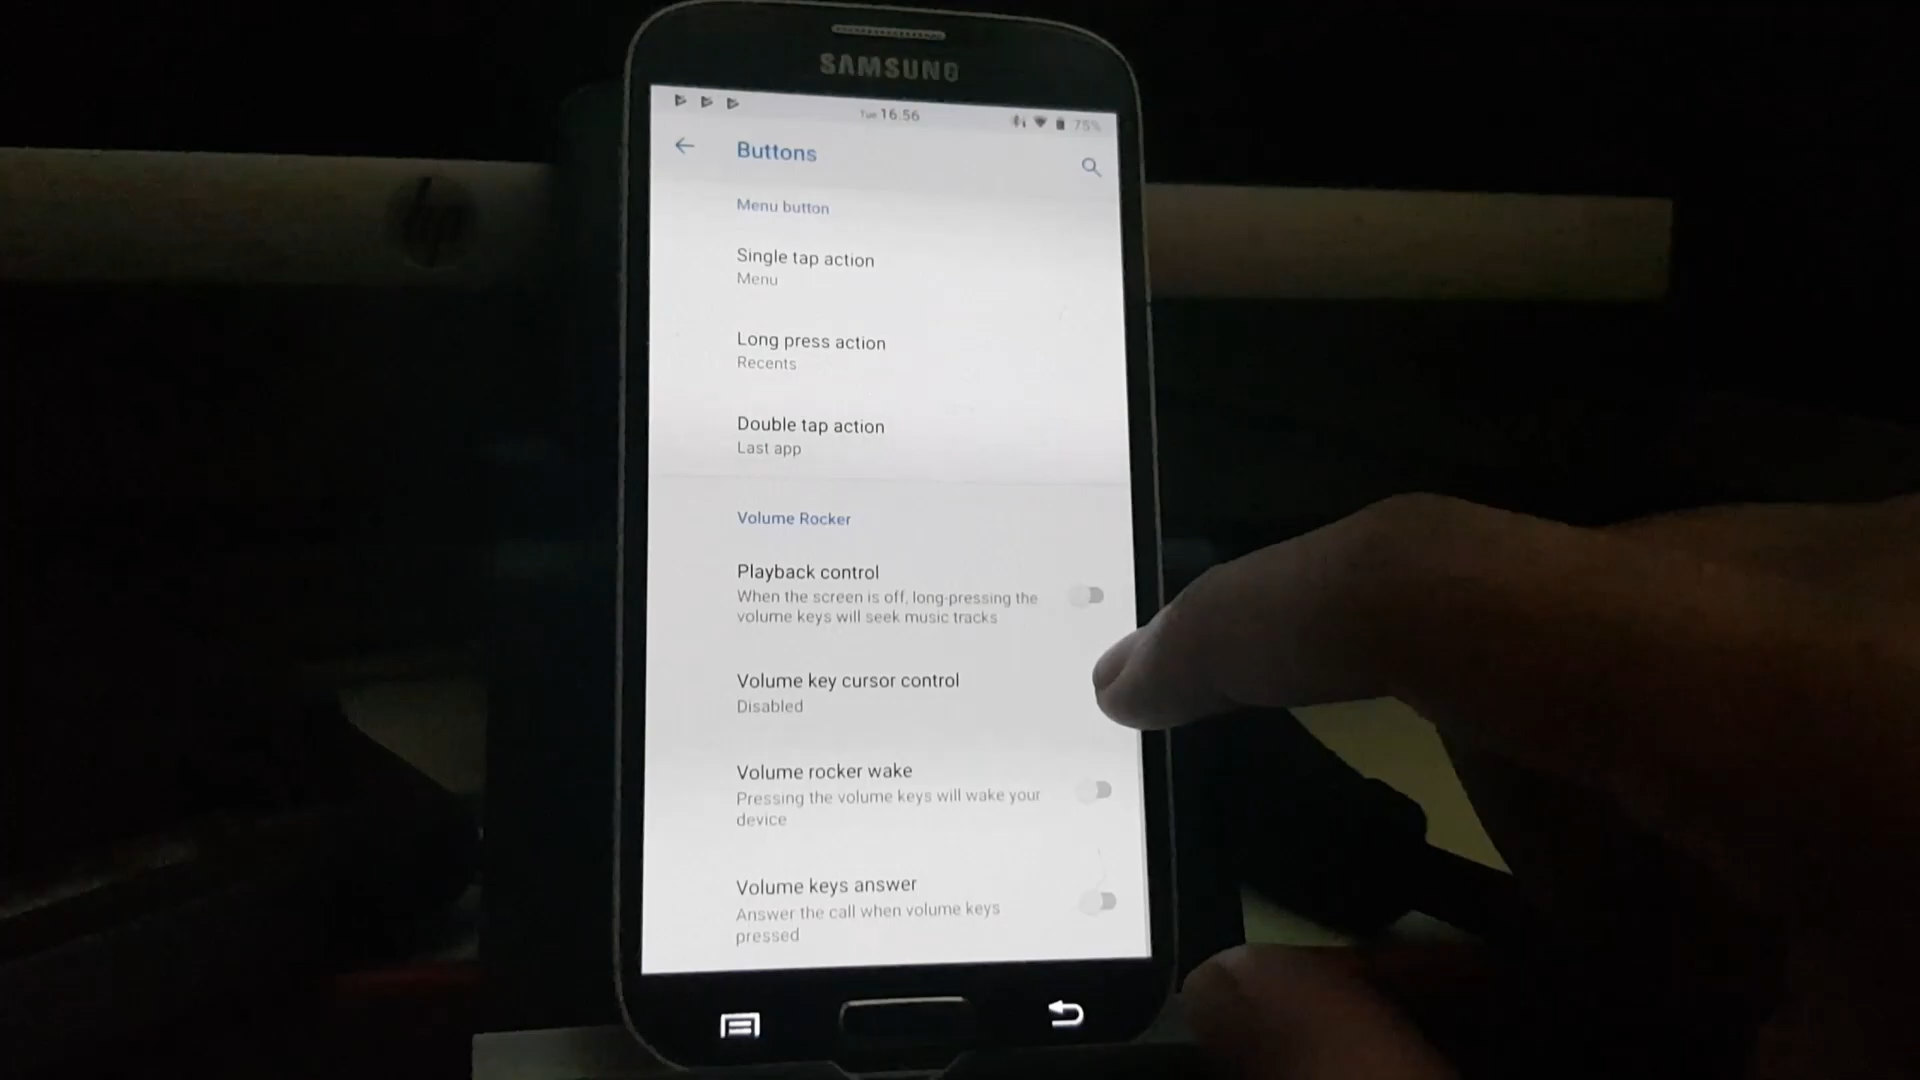 SAMSUNG
Tue 16.56
75%
Buttons
Menu button
Single tap action
Menu
Long press action
Recents
Double tap action
Last app
Volume Rocker
Playback control
When the screen is off, long-pressing the
volume keys will seek music tracks
Volume key cursor control
Disabled
Volume rocker wake
Pressing the volume keys will wake your
device
Volume keys answer
Answer the call when volume keys
pressed
hp